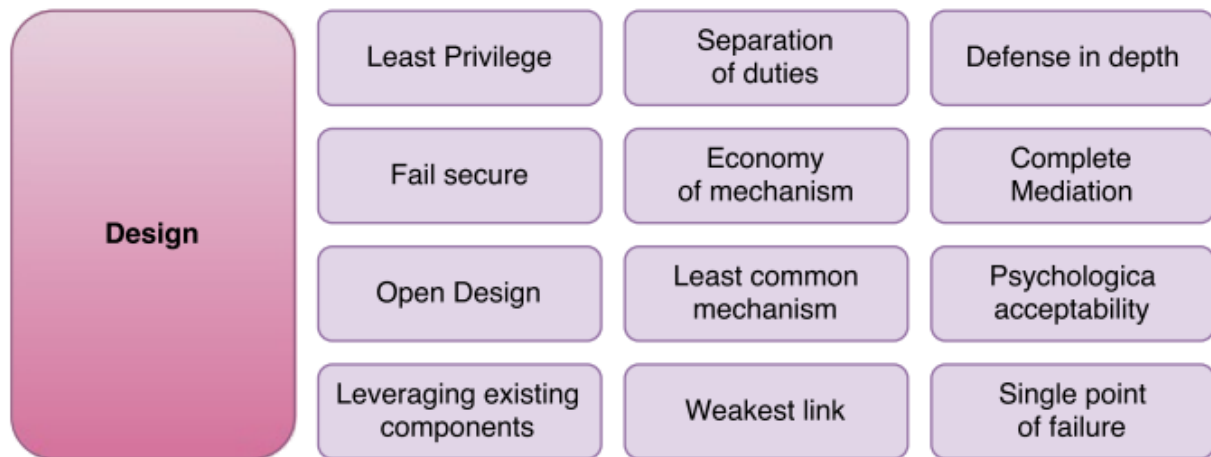 Design
Least Privilege
Separation
of duties
Defense in depth
Fail secure
Economy
of mechanism
Complete
Mediation
Open Design
Least common
mechanism
Psychologica
acceptability
Leveraging existing
components
Weakest link
Single point
of failure